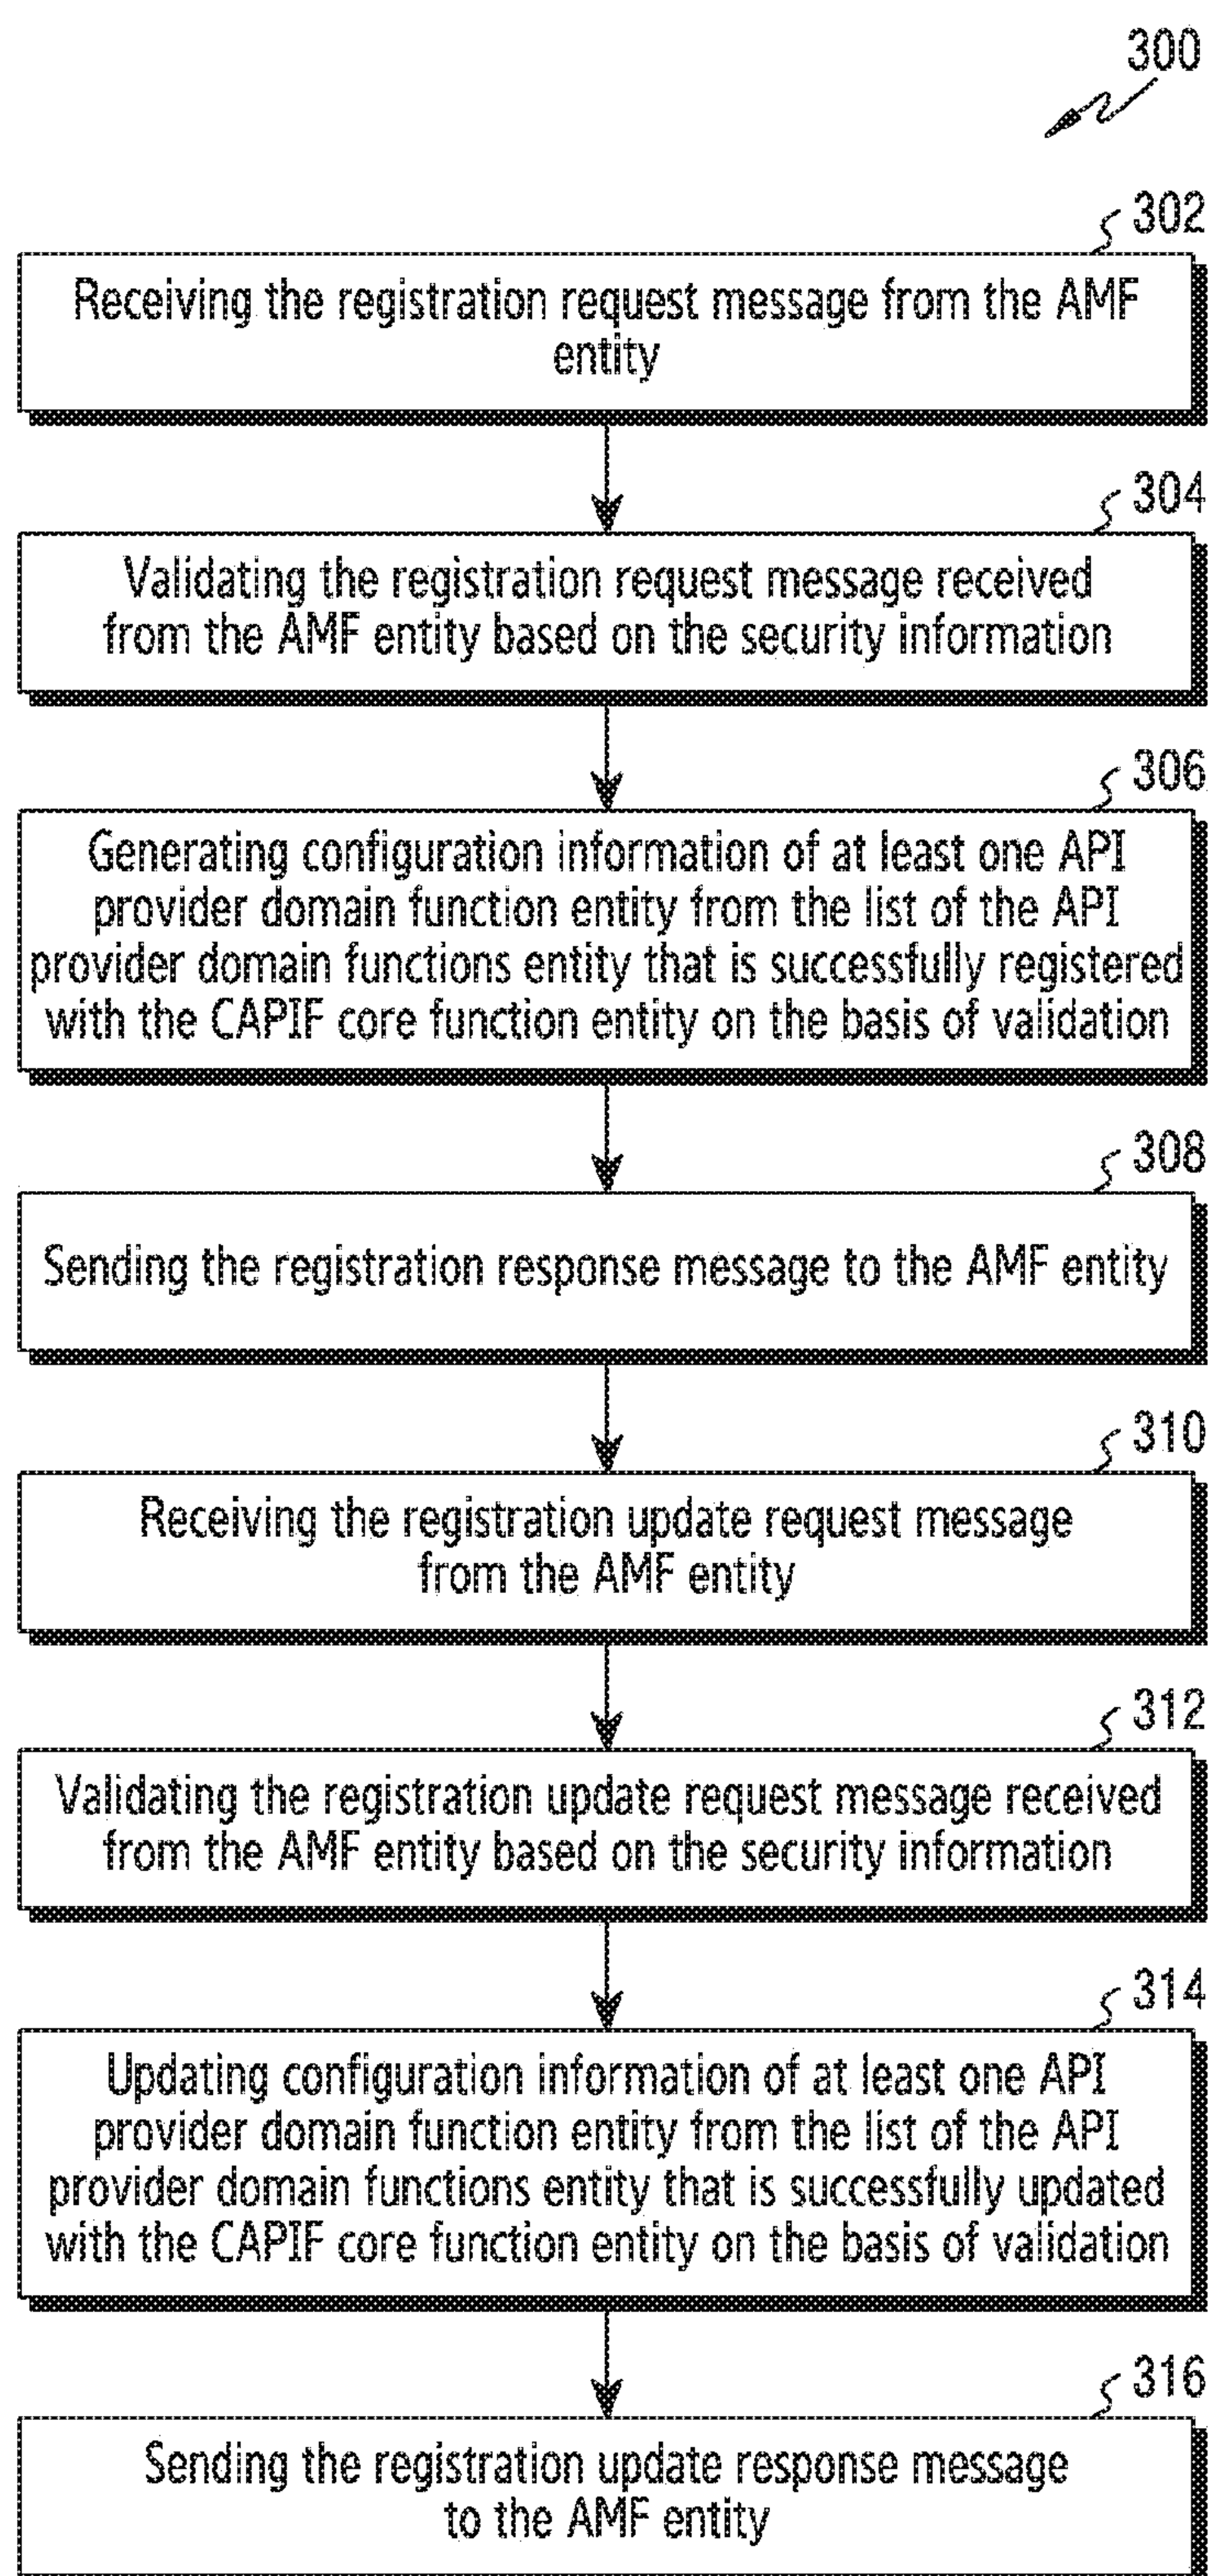 300
302
Receiving the registration request message from the AMF
entity
304
Validating the registration request message received
from the AMF entity based on the security information
306
Generating configuration information of at least one API
provider domain function entity from the list of the API
provider domain functions entity that is successfully registered
with the CAPIF core function entity on the basis of validation
308
Sending the registration response message to the AMF entity
310
Receiving the registration update request message
from the AMF entity
312
Validating the registration update request message received
from the AMF entity based on the security information
314
Updating configuration information of at least one API
provider domain function entity from the list of the API
provider domain functions entity that is successfully updated
with the CAPIF core function entity on the basis of validation
316
Sending the registration update response message
to the AMF entity